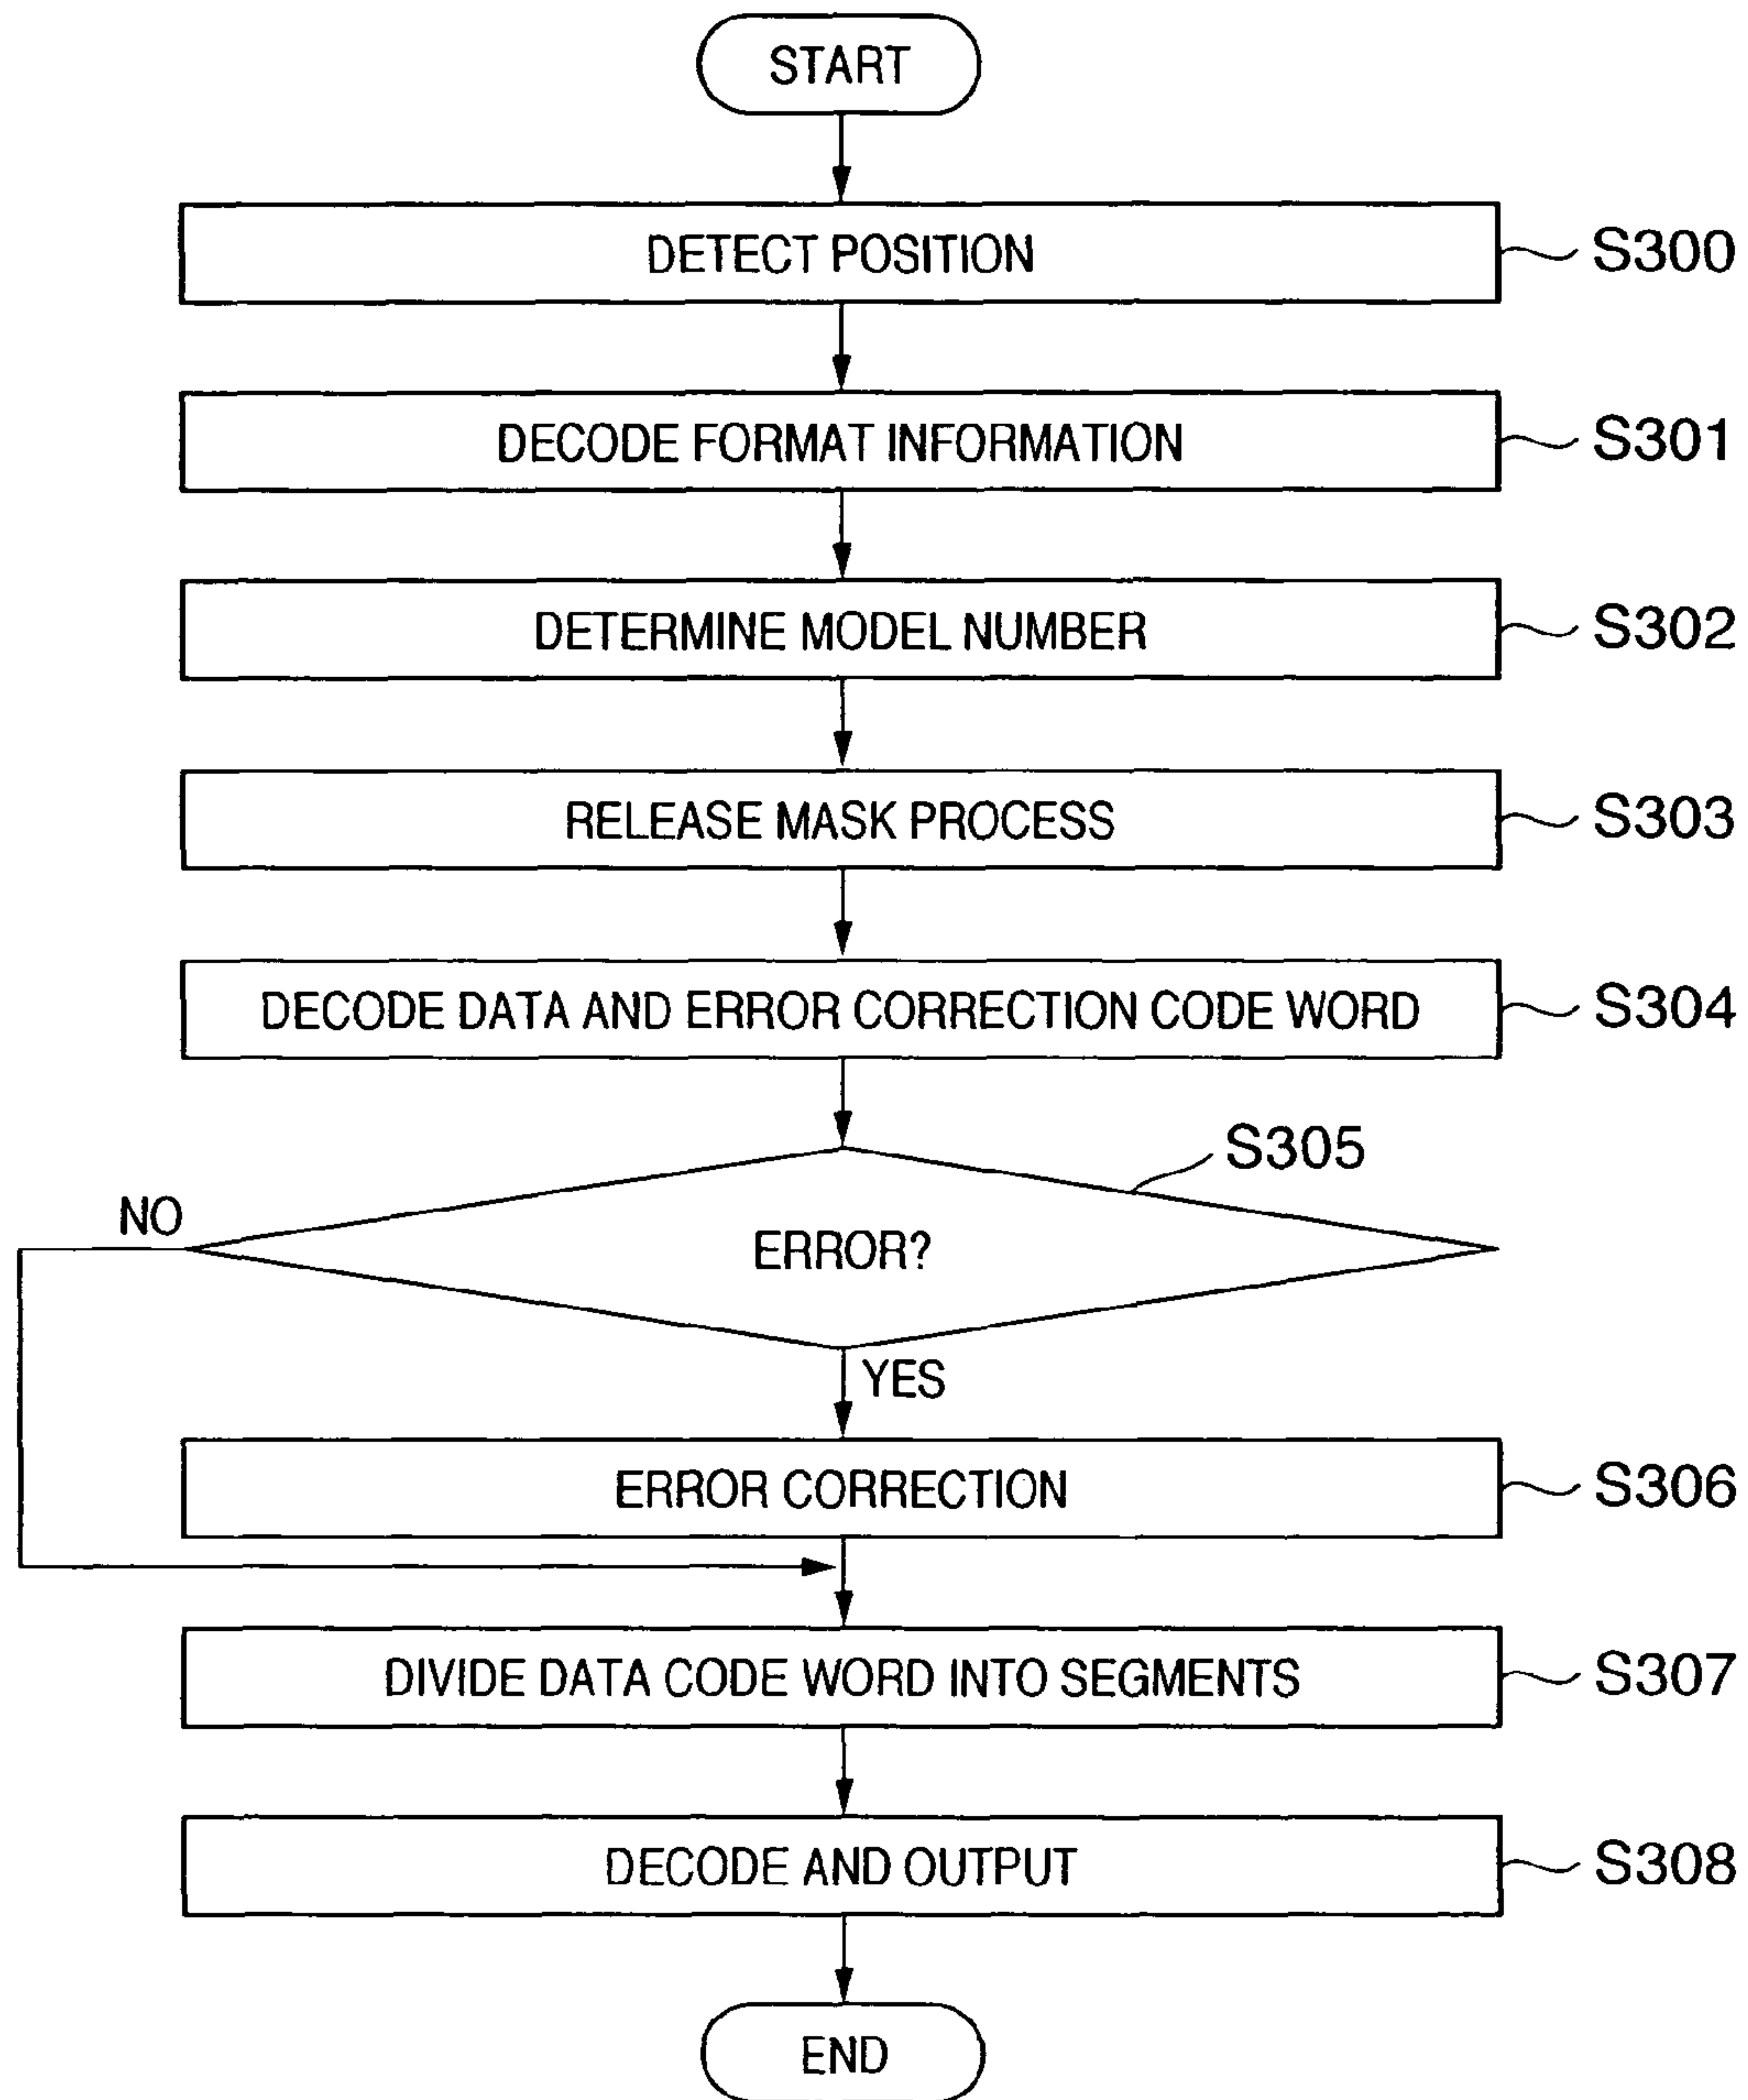 START
DETECT POSITION
S300
DECODE FORMAT INFORMATION
S301
DETERMINE MODEL NUMBER
S302
RELEASE MASK PROCESS
S303
DECODE DATA AND ERROR CORRECTION CODE WORD
S304
S305
NO
ERROR?
YES
ERROR CORRECTION
S306
DIVIDE DATA CODE WORD INTO SEGMENTS
S307
DECODE AND OUTPUT
S308
END